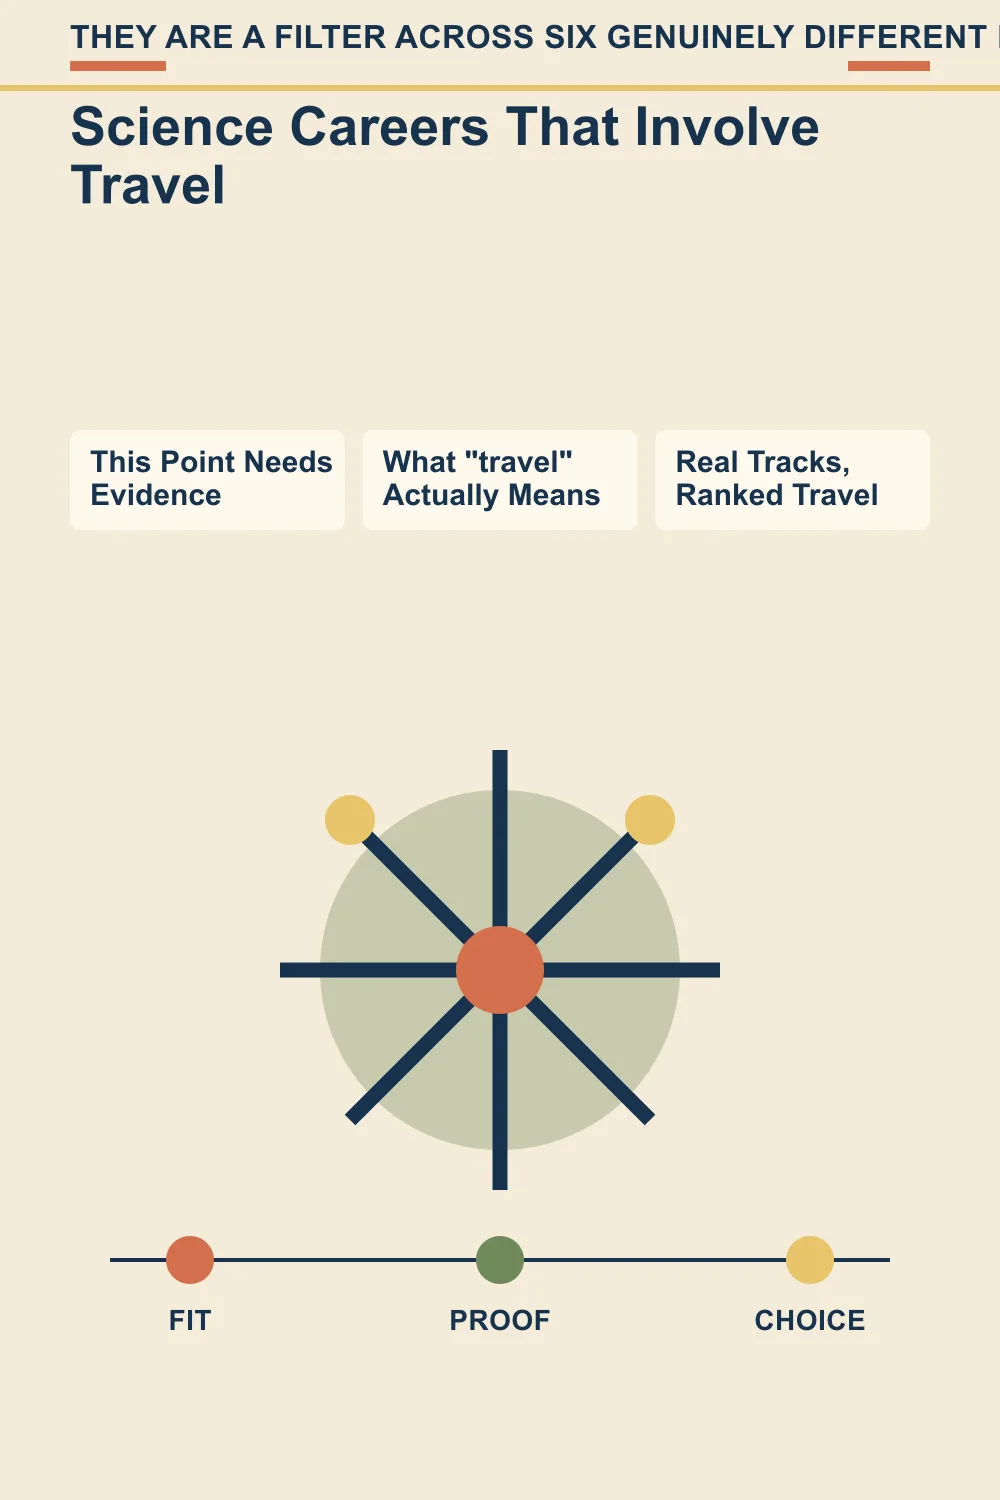 THEY ARE A FILTER ACROSS SIX GENUINELY DIFFERENT
Science Careers That Involve
Travel
This Point Needs
Evidence
What "travel"
Actually Means
Real Tracks,
Ranked Travel
FIT
PROOF
CHOICE